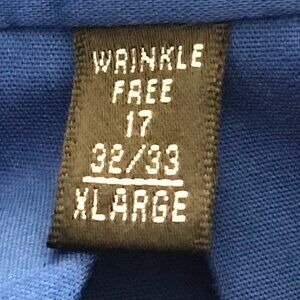 WRINKLE
FREE
17
32/33
XLARGE